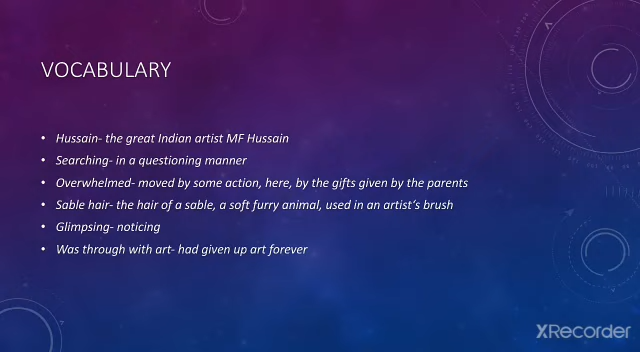 VOCABULARY
• Hussain- the great Indian artist MF Hussain
• Searching- in a questioning manner
• Overwhelmed- moved by some action, here, by the gifts given by the parents
• Sable hair- the hair of a sable, a soft furry animal, used in an artist's brush
• Glimpsing- noticing
• Was through with art- had given up art forever
XRecorder